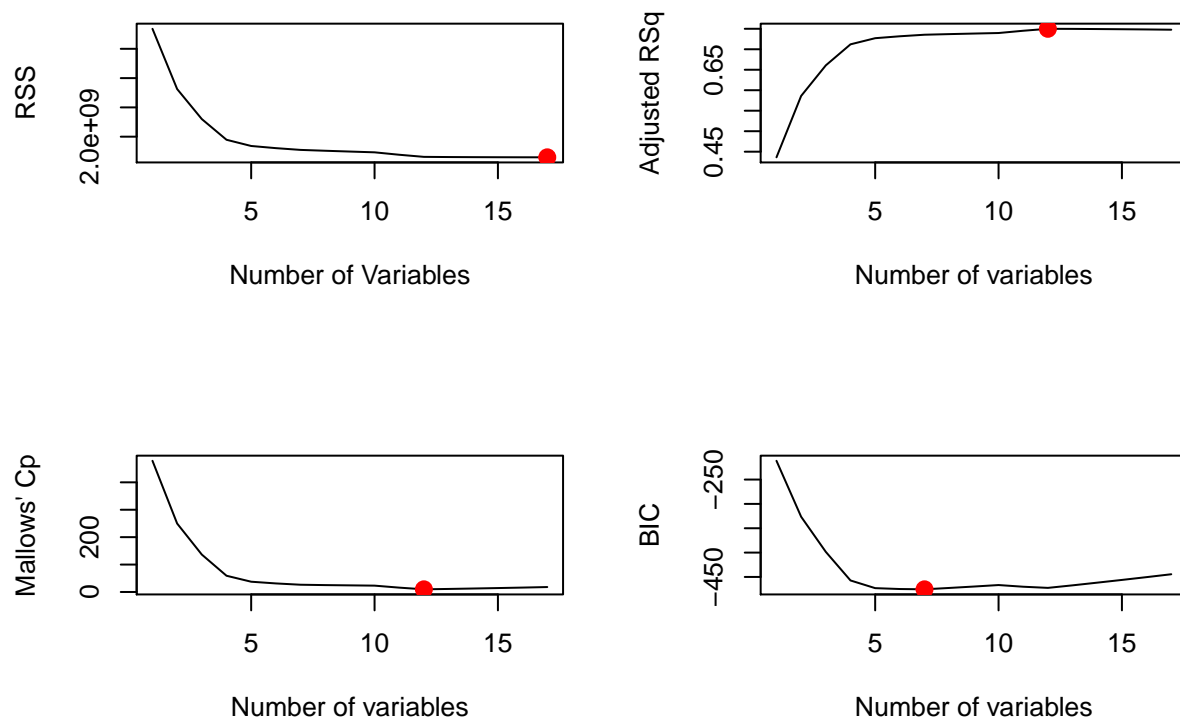 RSS
2.0e+09
5 10 15
Number of Variables
Adjusted RSq
0.45 0.65
5 10 15
Number of variables
Mallows' Cp
0 200
5 10 15
Number of variables
BIC
−450 −250
5 10 15
Number of variables